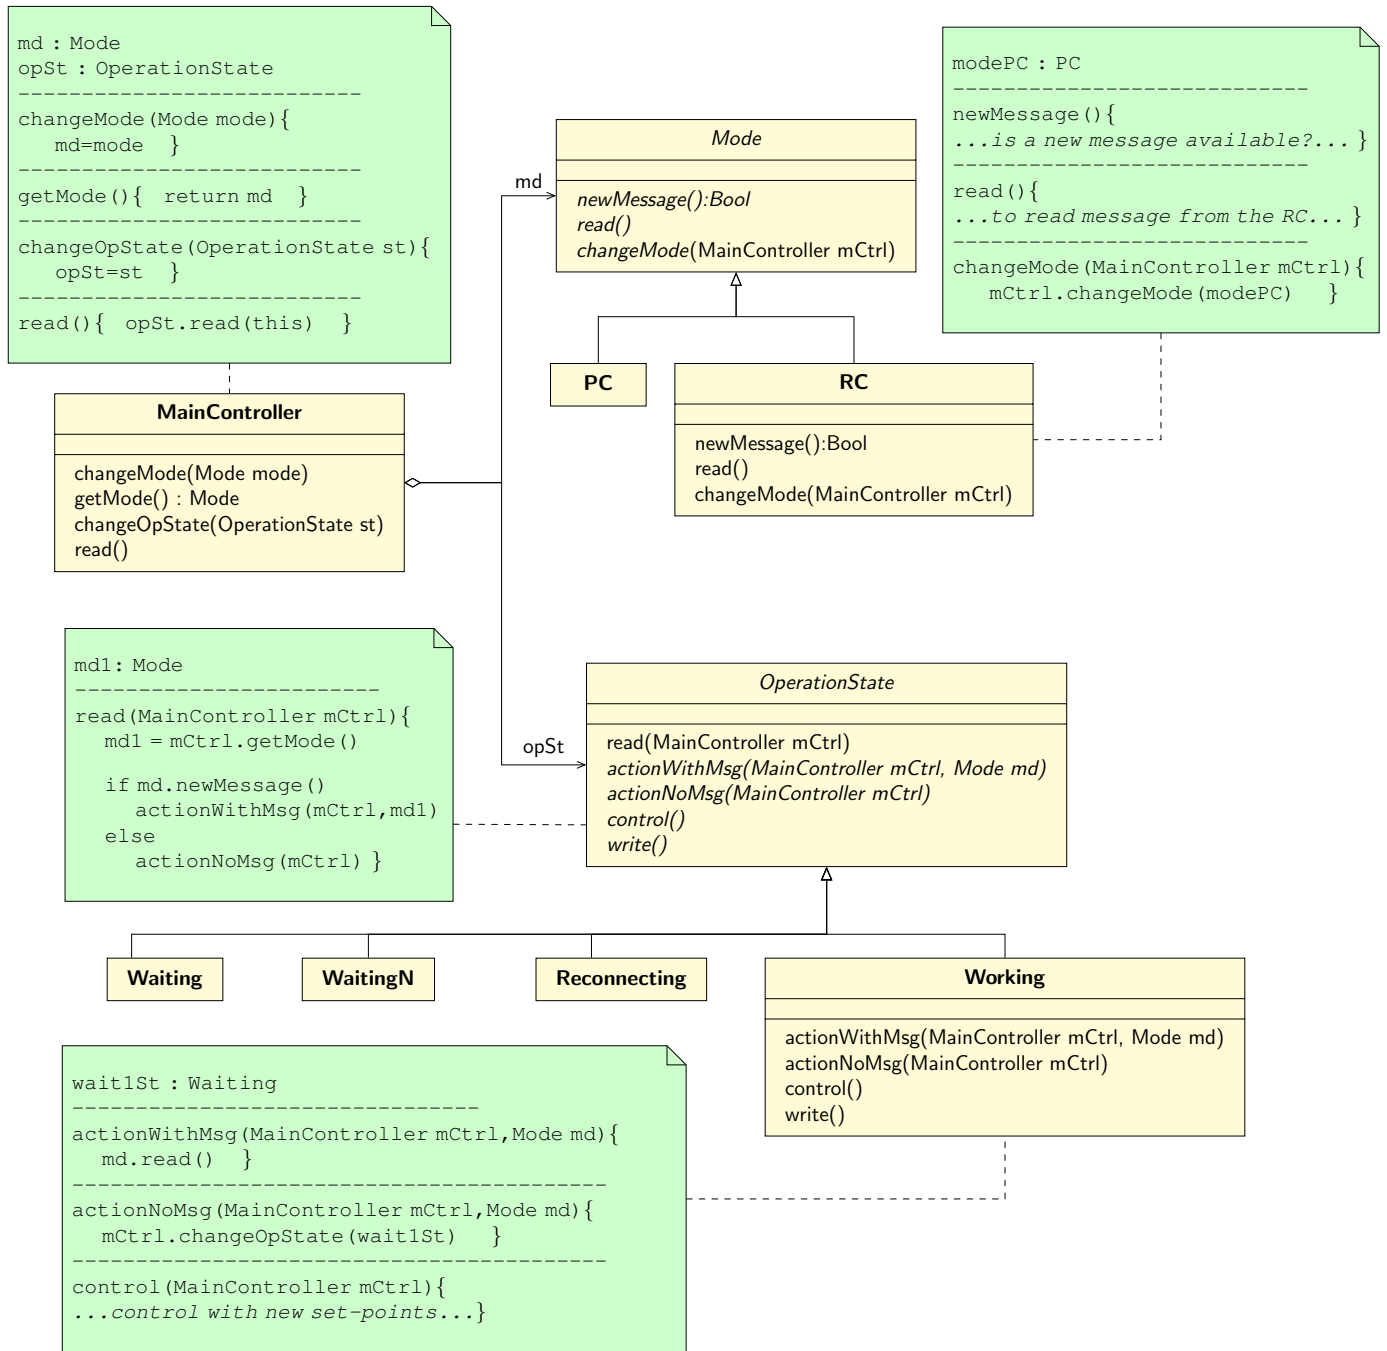 md : Mode
opSt : OperationState
---------------------------
changeMode(Mode mode){
md=mode }
---------------------------
getMode(){ return md }
---------------------------
changeOpState(OperationState st){
opSt=st }
---------------------------
read(){ opSt.read(this) }
modePC : PC
----------------------------
newMessage(){
...is a new message available?... }
----------------------------
read(){
...to read message from the RC... }
----------------------------
changeMode(MainController mCtrl){
mCtrl.changeMode(modePC) }
Mode
newMessage():Bool
read()
changeMode(MainController mCtrl)
md
PC
RC
newMessage():Bool
read()
changeMode(MainController mCtrl)
MainController
changeMode(Mode mode)
getMode() : Mode
changeOpState(OperationState st)
read()
md1: Mode
------------------------
read(MainController mCtrl){
md1 = mCtrl.getMode()
if md.newMessage()
actionWithMsg(mCtrl,md1)
else
actionNoMsg(mCtrl) }
opSt
OperationState
read(MainController mCtrl)
actionWithMsg(MainController mCtrl, Mode md)
actionNoMsg(MainController mCtrl)
control()
write()
Waiting
WaitingN
Reconnecting
Working
actionWithMsg(MainController mCtrl, Mode md)
actionNoMsg(MainController mCtrl)
control()
write()
wait1St : Waiting
--------------------------------
actionWithMsg(MainController mCtrl,Mode md){
md.read() }
------------------------------------------
actionNoMsg(MainController mCtrl,Mode md){
mCtrl.changeOpState(wait1St) }
------------------------------------------
control(MainController mCtrl){
...control with new set-points...}